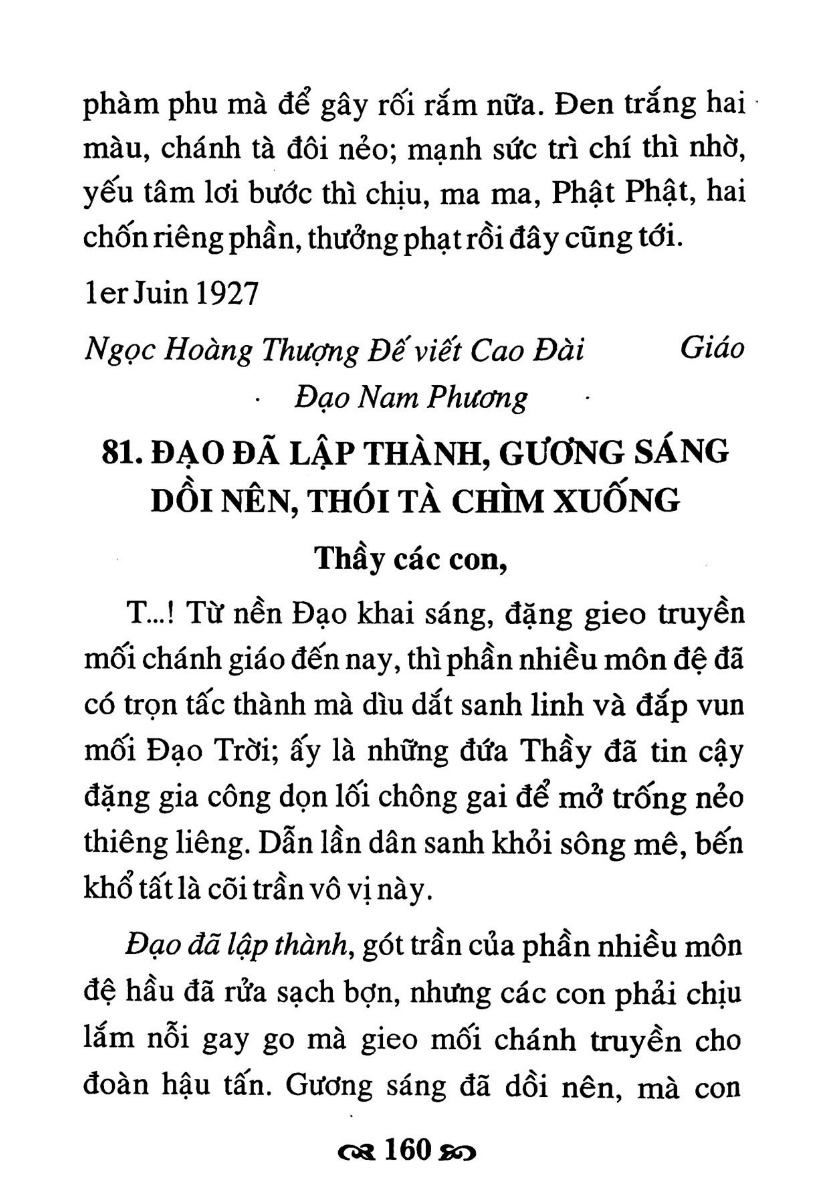 phàm phu mà để gây rối rắm nữa. Đen trắng hai
màu, chánh tà đôi nẻo; mạnh sức trì chí thì nhờ,
yếu tâm lơi bước thì chịu, ma ma, Phật Phật, hai
chốn riêng phần, thưởng phạt rồi đây cũng tới.
1er Juin 1927
Ngọc Hoàng Thượng Đế viết Cao Đài Giáo
Đạo Nam Phương
81. ĐẠO ĐÃ LẬP THÀNH, GƯƠNG SÁNG
DỒI NÊN, THÓI TÀ CHÌM XUỐNG
Thầy các con,
T...! Từ nền Đạo khai sáng, đặng gieo truyền
mối chánh giáo đến nay, thì phần nhiều môn đệ đã
có trọn tấc thành mà dìu dắt sanh linh và đắp vun
mối Đạo Trời; ấy là những đứa Thầy đã tin cậy
đặng gia công dọn lối chông gai để mở trống nẻo
thiêng liêng. Dẫn lần dân sanh khỏi sông mê, bến
khổ tất là cõi trần vô vị này.
Đạo đã lập thành, gót trần của phần nhiều môn
đệ hầu đã rửa sạch bợn, nhưng các con phải chịu
lắm nỗi gay go mà gieo mối chánh truyền cho
đoàn hậu tấn. Gương sáng đã dồi nên, mà con
160